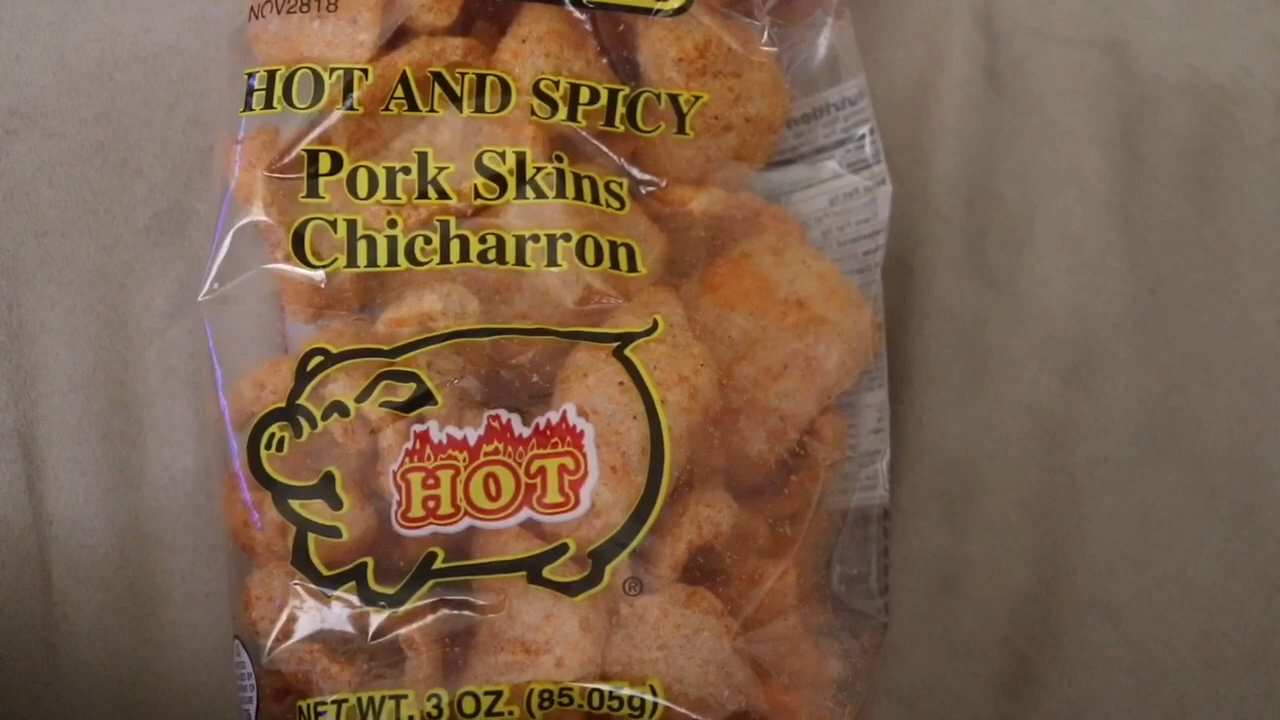 NOV2818
HOT AND SPICY
Pork Skins
Chicharron
HOT
®
NET WT. 3 OZ. (85.05g)